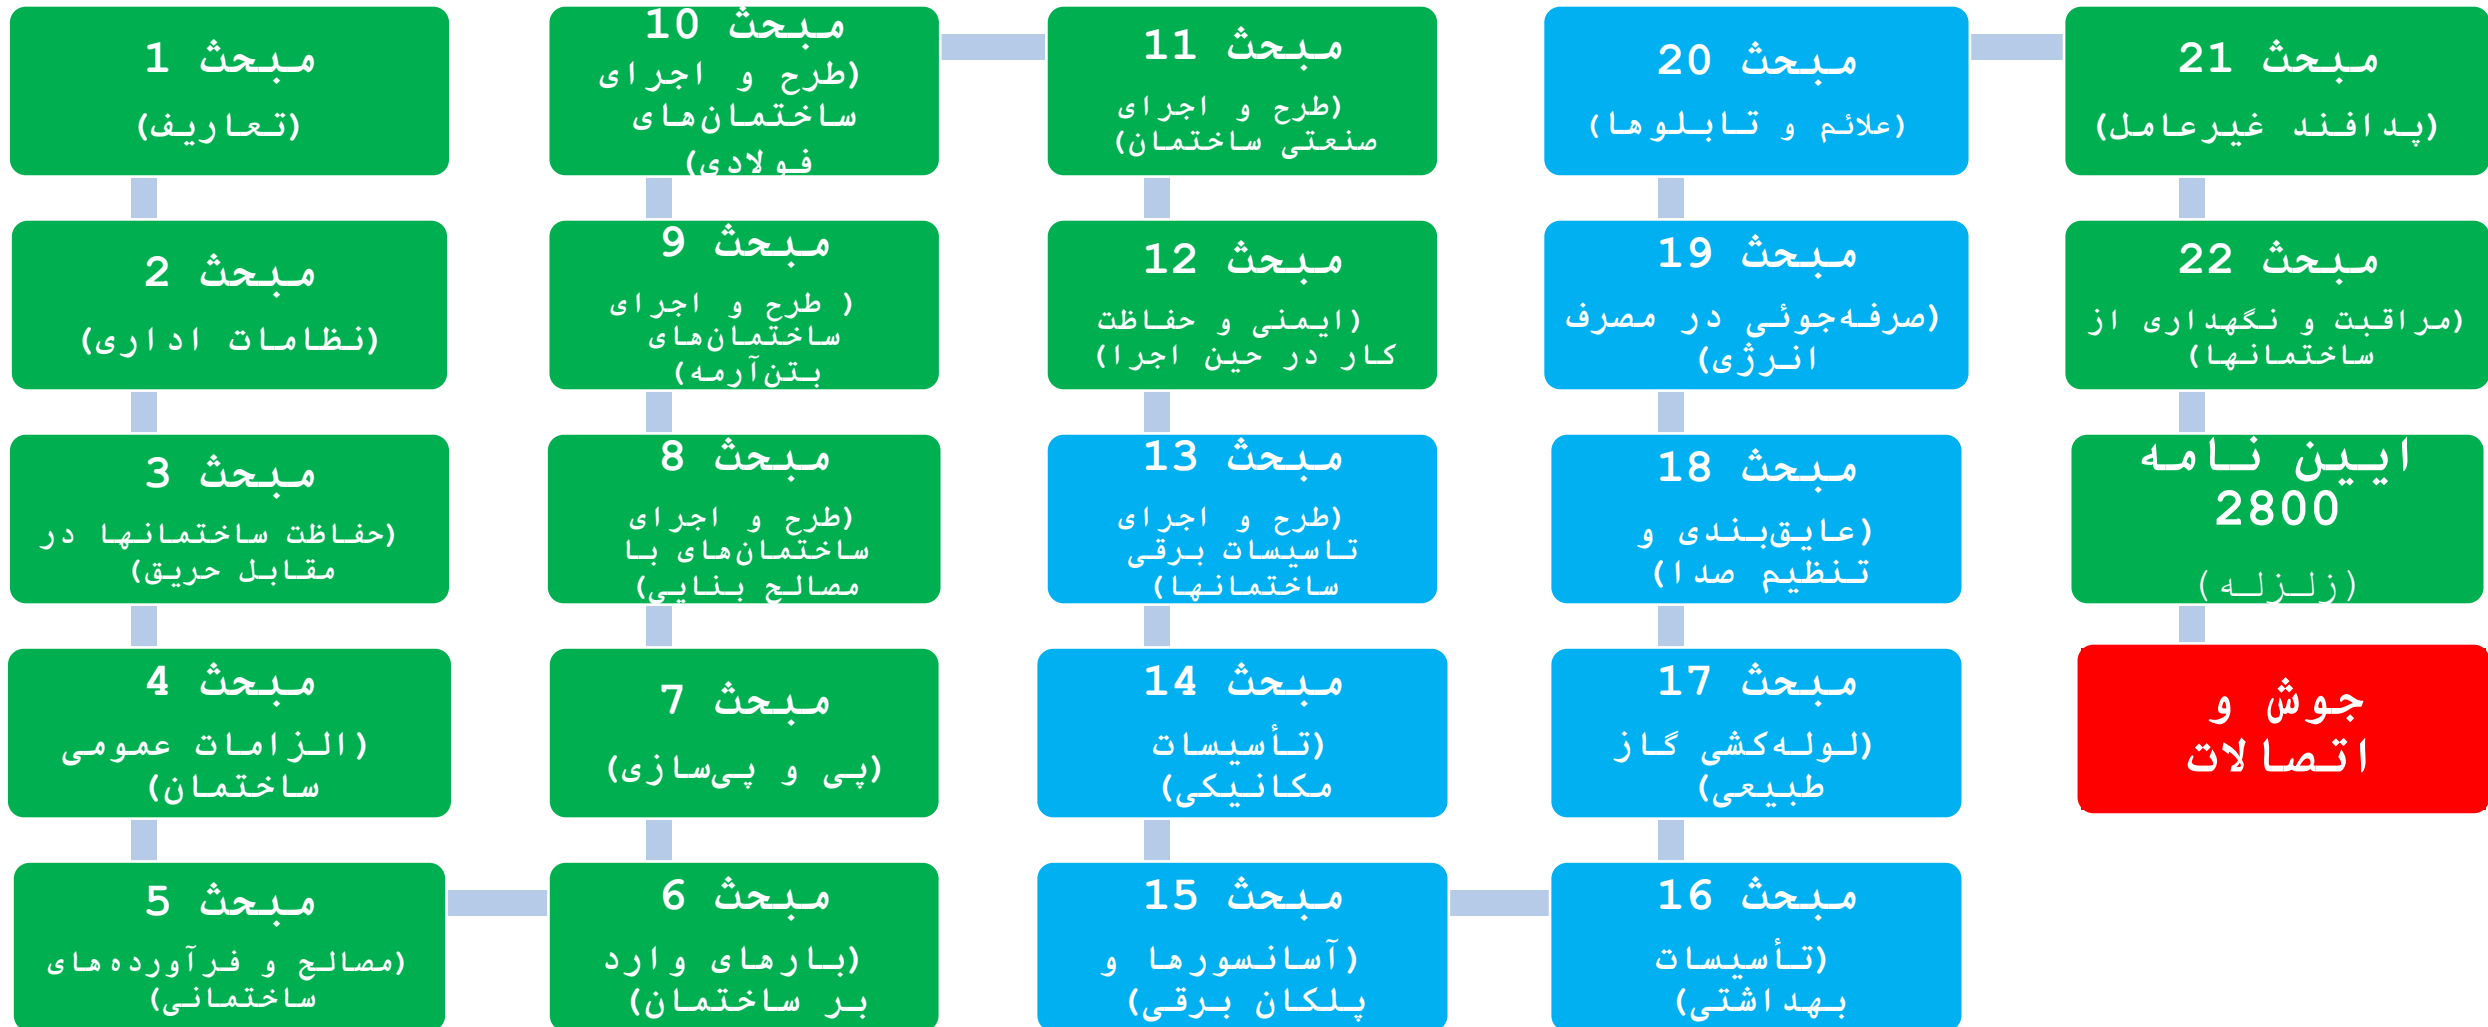 مبحث 1
(تعاریف)
مبحث 2
(نظامات اداری)
مبحث 3
(حفاظت ساختمانها در
مقابل حریق)
مبحث 4
(الزامات عمومی
ساختمان)
مبحث 5
(مصالح و فرآورده‌های
ساختمانی)
مبحث 6
(بارهای وارد
بر ساختمان)
مبحث 7
(پی و پی‌سازی)
مبحث 8
(طرح و اجرای
ساختمان‌های با
مصالح بنایی)
مبحث 9
( طرح و اجرای
ساختمان‌های
بتن‌آرمه)
مبحث 10
(طرح و اجرای
ساختمان‌های
فولادی)
مبحث 11
(طرح و اجرای
صنعتی ساختمان)
مبحث 12
(ایمنی و حفاظت
کار در حین اجرا)
مبحث 13
(طرح و اجرای
تاسیسات برقی
ساختمانها)
مبحث 14
(تأسیسات
مکانیکی)
مبحث 15
(آسانسورها و
پلکان برقی)
مبحث 16
(تأسیسات
بهداشتی)
مبحث 17
(لوله‌کشی گاز
طبیعی)
مبحث 18
(عایق‌بندی و
تنظیم صدا)
مبحث 19
(صرفه‌جوئی در مصرف
انرژی)
مبحث 20
(علائم و تابلوها)
مبحث 21
(پدافند غیرعامل)
مبحث 22
(مراقبت و نگهداری از
ساختمانها)
ایین نامه
2800
(زلزله)
جوش و
اتصالات